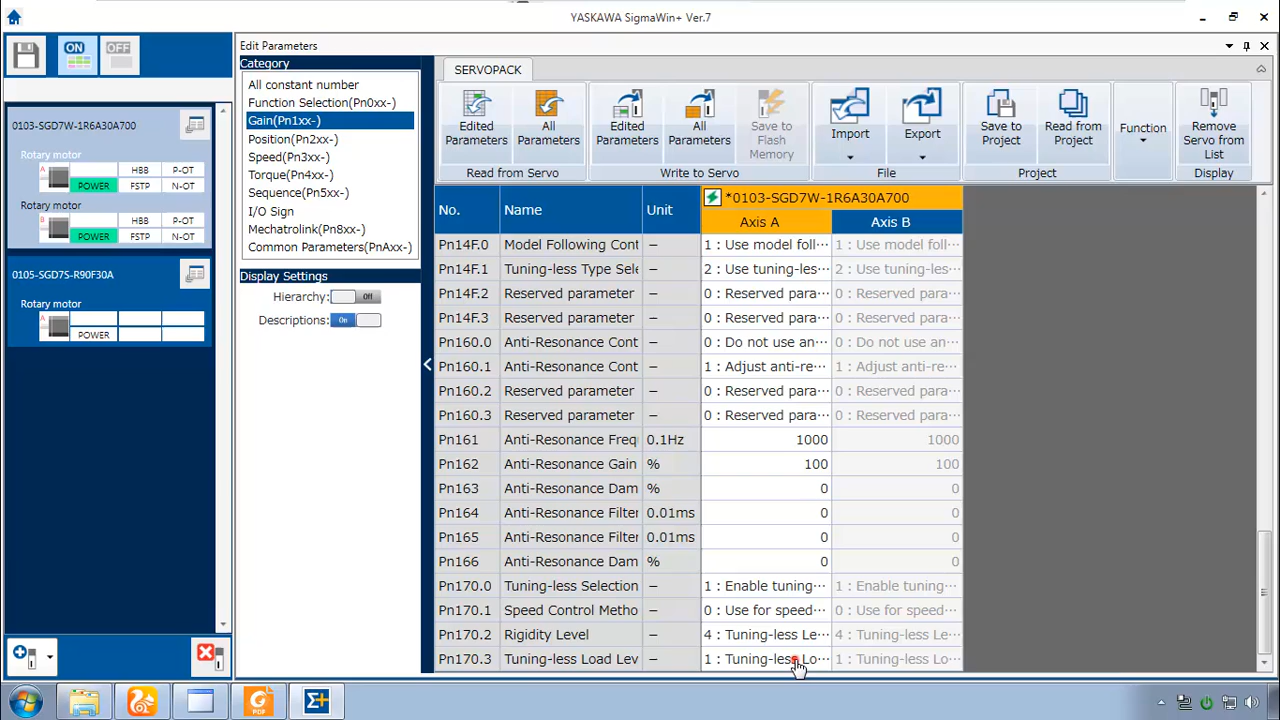 YASKAWA SigmaWin+ Ver.7
ON
OFF
Edit Parameters
Category
All constant number
Function Selection(Pn0xx-)
Gain(Pn1xx-)
Position(Pn2xx-)
Speed(Pn3xx-)
Torque(Pn4xx-)
Sequence(Pn5xx-)
I/O Sign
Mechatrolink(Pn8xx-)
Common Parameters(PnAxx-)
Display Settings
Hierarchy: Off
Descriptions: On
0103-SGD7W-1R6A30A700
Rotary motor
A HBB P-OT
POWER FSTP N-OT
Rotary motor
B HBB P-OT
POWER FSTP N-OT
0105-SGD7S-R90F30A
Rotary motor
A
POWER
SERVOPACK
Edited Parameters
All Parameters
Read from Servo
Edited Parameters
All Parameters
Save to Flash Memory
Write to Servo
Import
Export
File
Save to Project
Read from Project
Project
Function
Remove Servo from List
Display
No. Name Unit *0103-SGD7W-1R6A30A700
Axis A Axis B
Pn14F.0 Model Following Cont – 1 : Use model foll··· 1 : Use model foll···
Pn14F.1 Tuning-less Type Sele – 2 : Use tuning-les··· 2 : Use tuning-les···
Pn14F.2 Reserved parameter – 0 : Reserved para··· 0 : Reserved para···
Pn14F.3 Reserved parameter – 0 : Reserved para··· 0 : Reserved para···
Pn160.0 Anti-Resonance Cont – 0 : Do not use an··· 0 : Do not use an···
Pn160.1 Anti-Resonance Cont – 1 : Adjust anti-re··· 1 : Adjust anti-re···
Pn160.2 Reserved parameter – 0 : Reserved para··· 0 : Reserved para···
Pn160.3 Reserved parameter – 0 : Reserved para··· 0 : Reserved para···
Pn161 Anti-Resonance Freq 0.1Hz 1000 1000
Pn162 Anti-Resonance Gain % 100 100
Pn163 Anti-Resonance Dam % 0 0
Pn164 Anti-Resonance Filter 0.01ms 0 0
Pn165 Anti-Resonance Filter 0.01ms 0 0
Pn166 Anti-Resonance Dam % 0 0
Pn170.0 Tuning-less Selection – 1 : Enable tuning··· 1 : Enable tuning···
Pn170.1 Speed Control Metho – 0 : Use for speed··· 0 : Use for speed···
Pn170.2 Rigidity Level – 4 : Tuning-less Le··· 4 : Tuning-less Le···
Pn170.3 Tuning-less Load Lev – 1 : Tuning-less Lo··· 1 : Tuning-less Lo···
PDF
Σ+